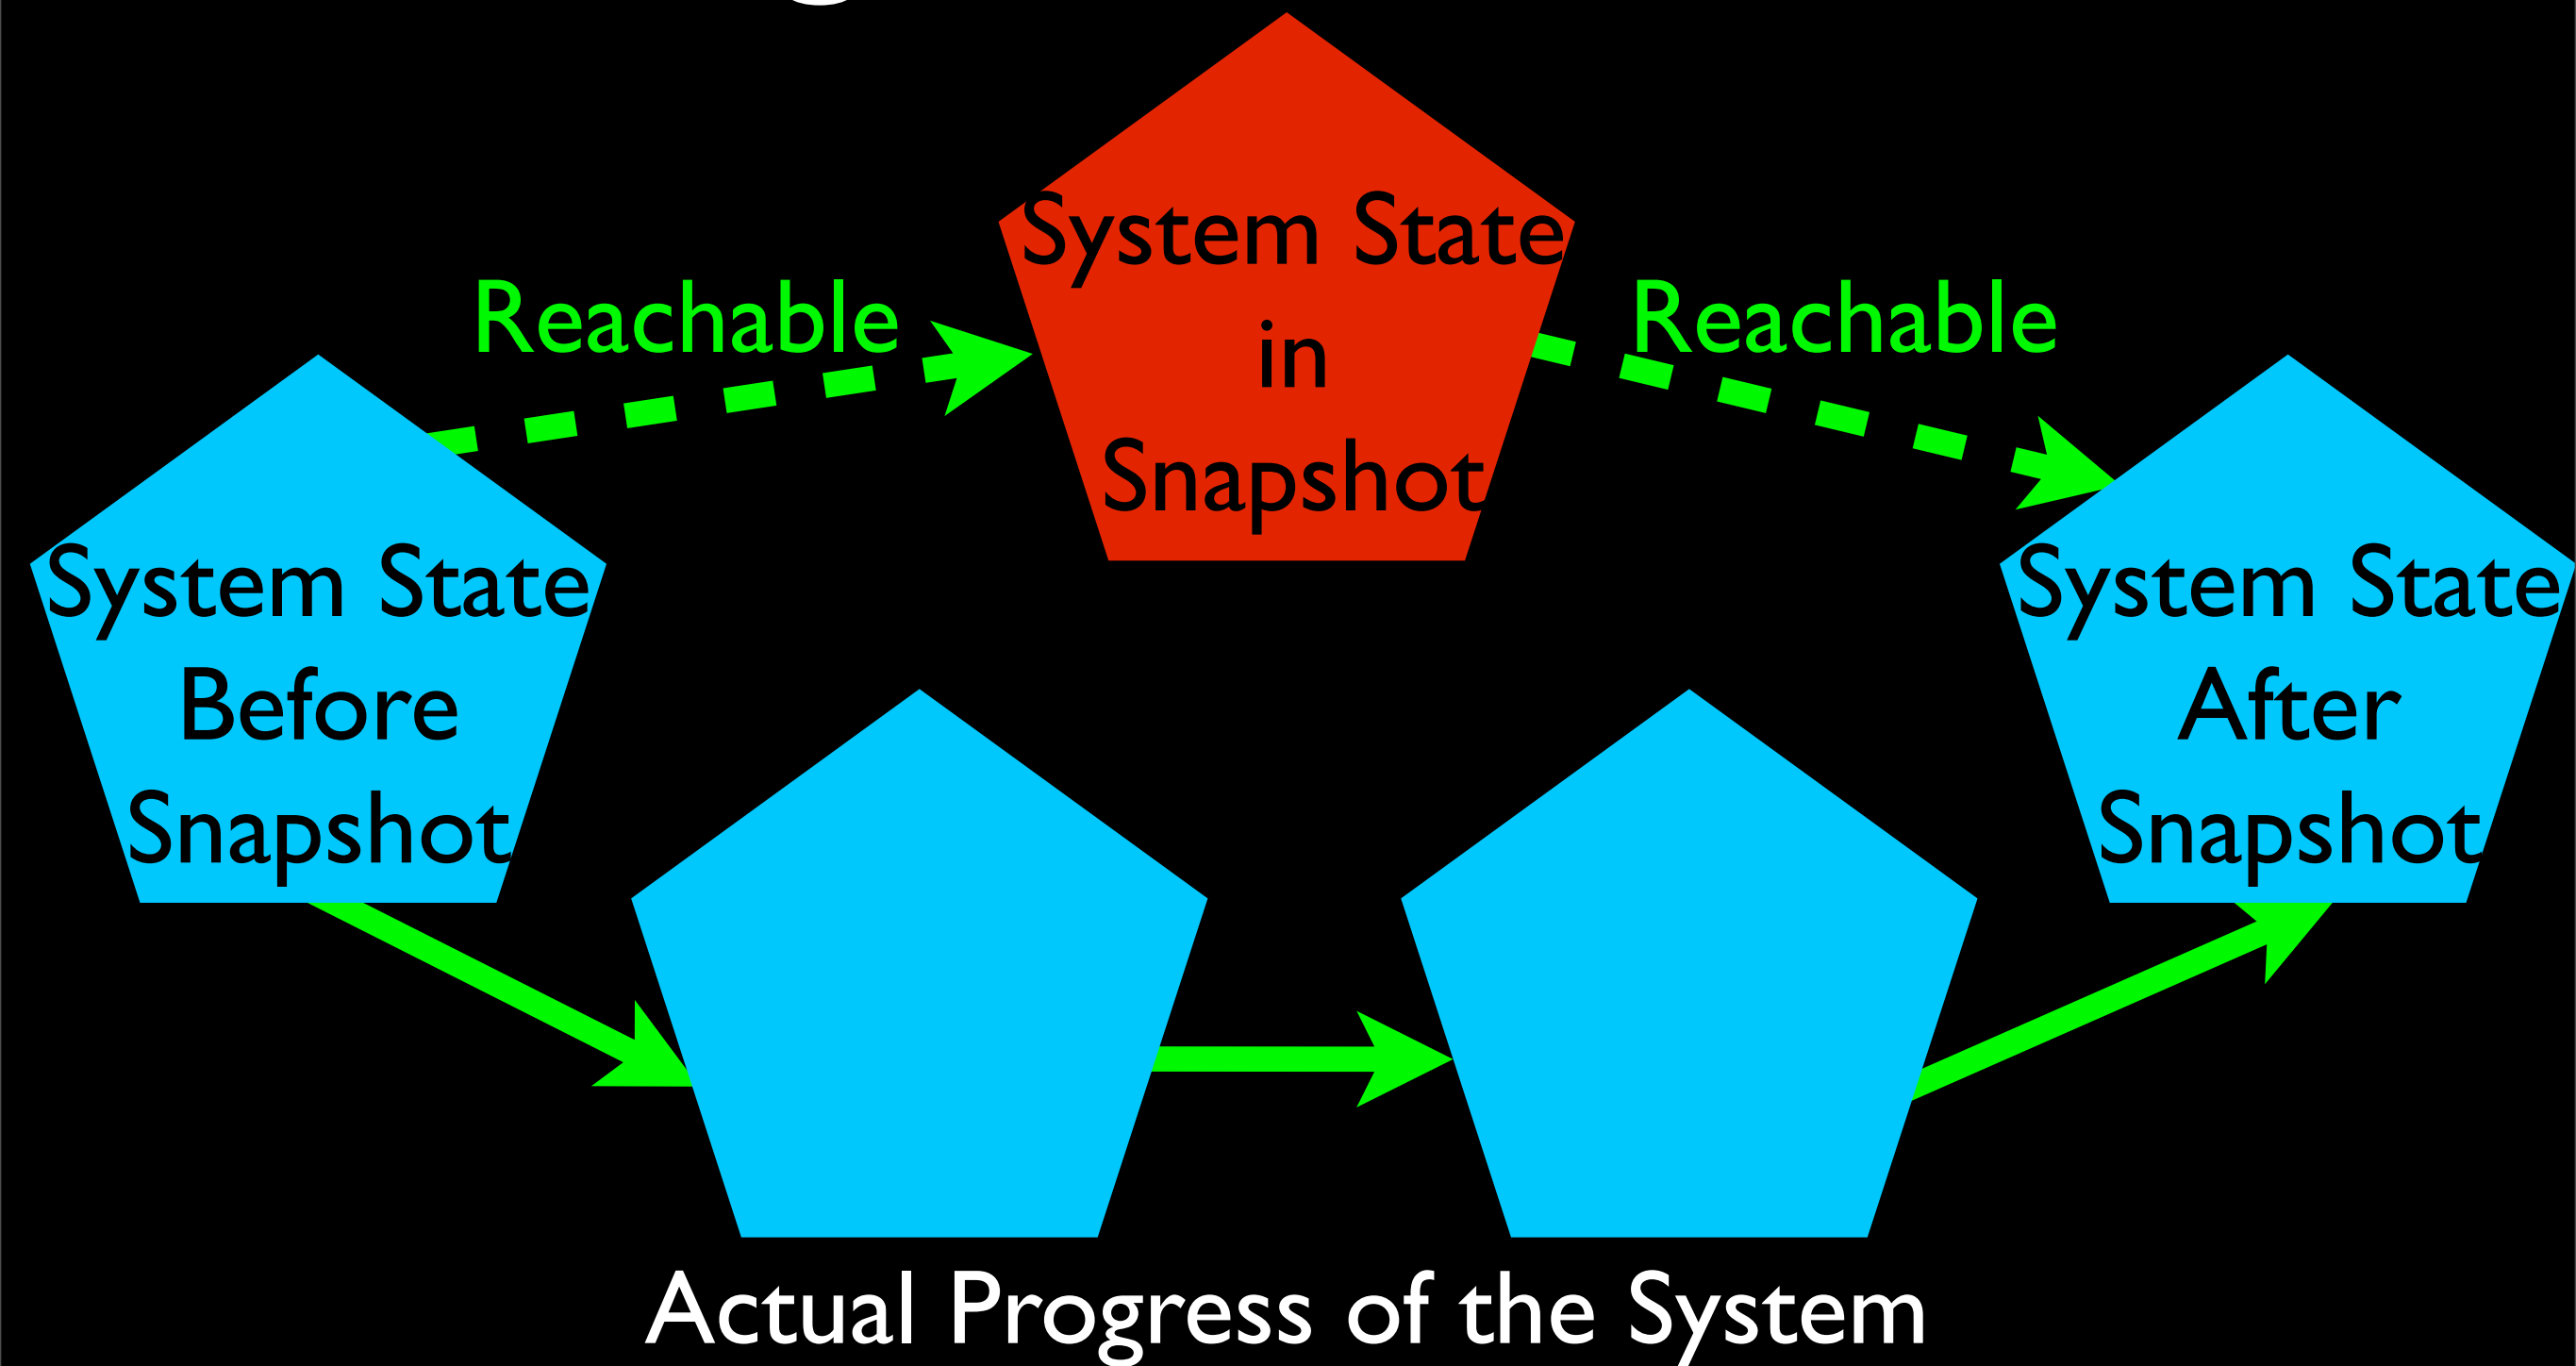 Reachable
Reachable
System State
in
Snapshot
System State
Before
Snapshot
System State
After
Snapshot
Actual Progress of the System